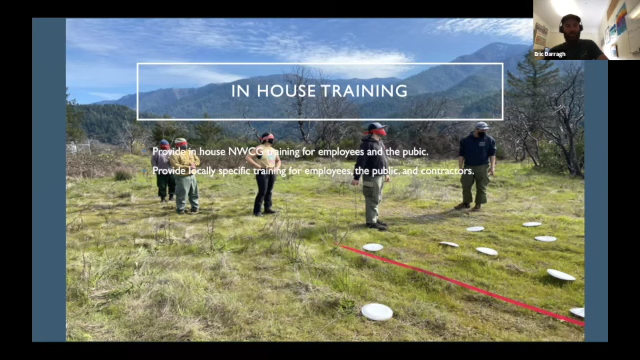 Eric Darragh
IN HOUSE TRAINING
Provide in house NWCG training for employees and the pubic.
Provide locally specific training for employees, the public, and contractors.